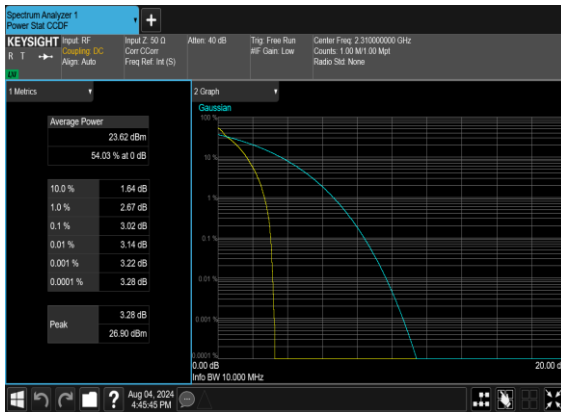 Spectrum Analyzer 1
Power Stat CCDF
+
KEYSIGHT
R T
LW
Input: RF
Coupling: DC
Align: Auto
Input Z: 50 Ω
Corr CCorr
Freq Ref: Int (S)
Atten: 40 dB
Trig: Free Run
#IF Gain: Low
Center Freq: 2.310000000 GHz
Counts: 1.00 M/1.00 Mpt
Radio Std: None
1 Metrics
Average Power
23.62 dBm
54.03 % at 0 dB
10.0 % 1.64 dB
1.0 % 2.67 dB
0.1 % 3.02 dB
0.01 % 3.14 dB
0.001 % 3.22 dB
0.0001 % 3.28 dB
Peak
3.28 dB
26.90 dBm
2 Graph
Gaussian
100 %
10 %
1 %
0.1 %
0.01 %
0.001 %
0.0001 %
0.00 dB
20.00 d
Info BW 10.000 MHz
?
Aug 04, 2024
4:45:45 PM